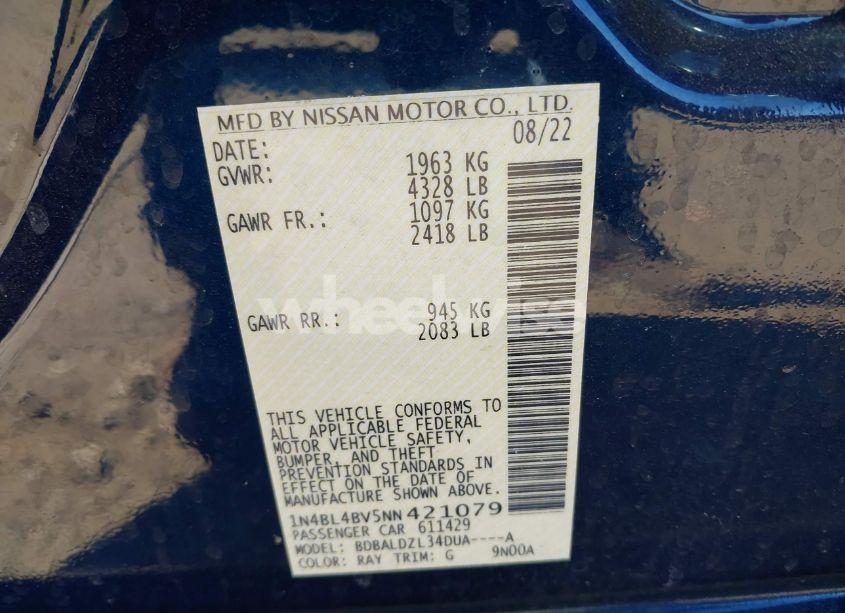 MFD BY NISSAN MOTOR CO., LTD.
DATE: 08/22
GVWR: 1963 KG
4328 LB
GAWR FR.: 1097 KG
2418 LB
wheelwise
GAWR RR.: 945 KG
2083 LB
THIS VEHICLE CONFORMS TO
ALL APPLICABLE FEDERAL
MOTOR VEHICLE SAFETY,
BUMPER, AND THEFT
PREVENTION STANDARDS IN
EFFECT ON THE DATE OF
MANUFACTURE SHOWN ABOVE.
1N4BL4BV5NN421079
PASSENGER CAR 611429
MODEL: BDBALDZL34DUA----A
COLOR: RAY TRIM: G 9N00A